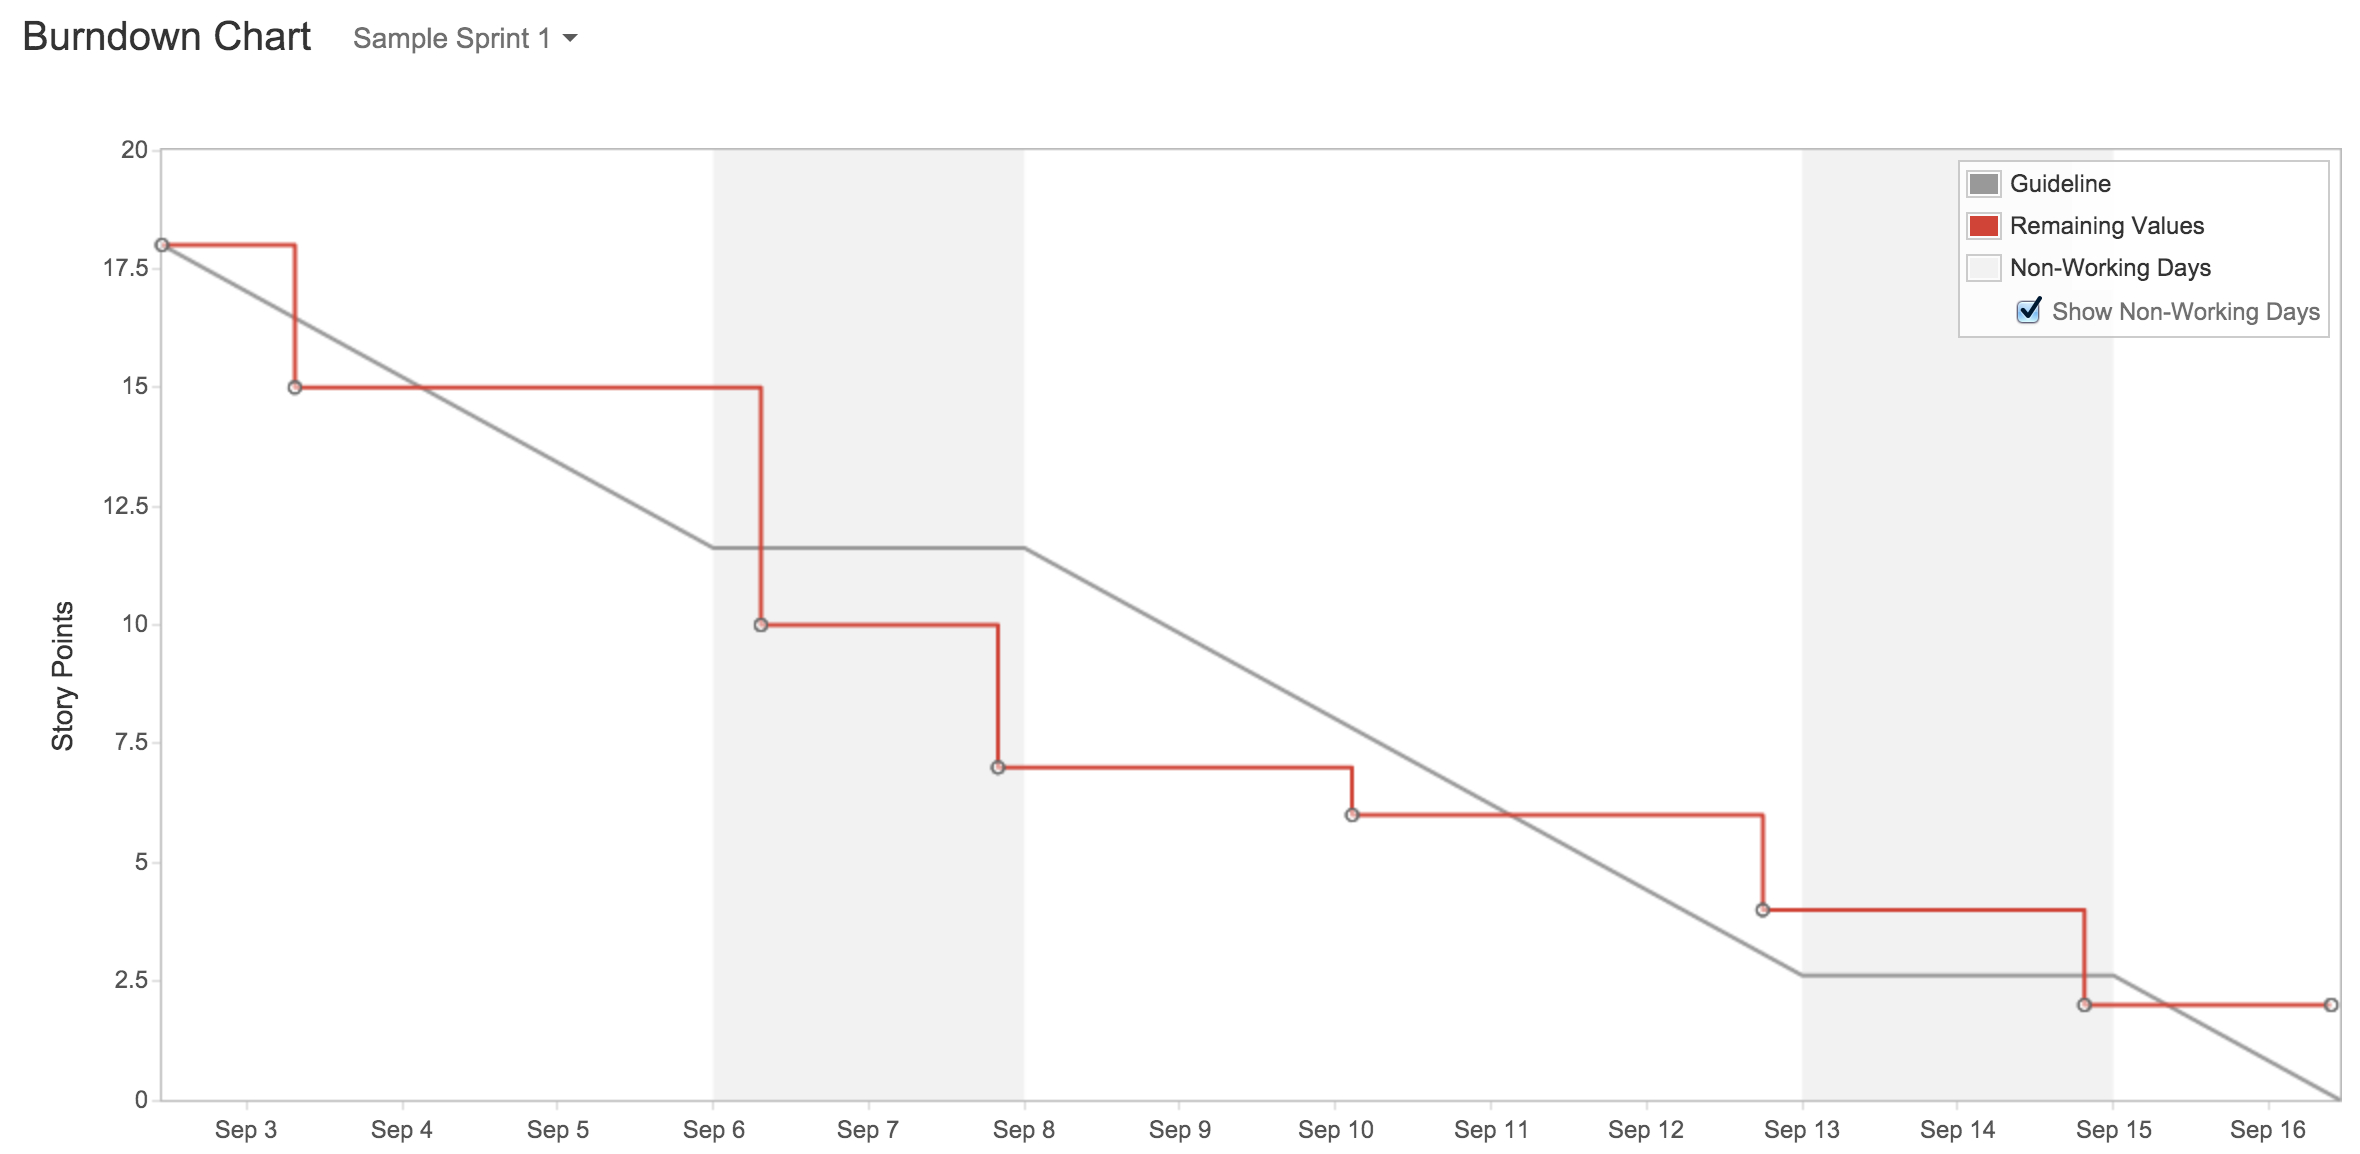 Burndown Chart Sample Sprint 1
20
17.5
15
12.5
10
7.5
5
2.5
0
Story Points
Guideline
Remaining Values
Non-Working Days
Show Non-Working Days
Sep 3 Sep 4 Sep 5 Sep 6 Sep 7 Sep 8 Sep 9 Sep 10 Sep 11 Sep 12 Sep 13 Sep 14 Sep 15 Sep 16